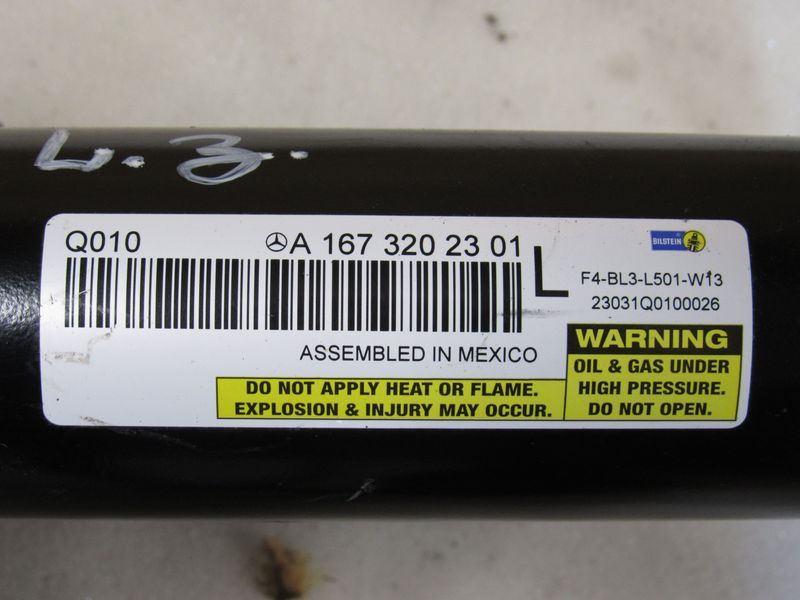 L.3.
Q010
A 167 320 23 01
L
BILSTEIN
F4-BL3-L501-W13
23031Q0100026
ASSEMBLED IN MEXICO
WARNING
OIL & GAS UNDER
HIGH PRESSURE.
DO NOT OPEN.
DO NOT APPLY HEAT OR FLAME.
EXPLOSION & INJURY MAY OCCUR.